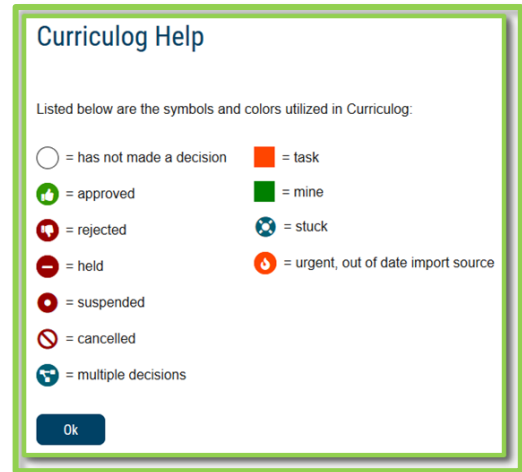 Curriculog Help
Listed below are the symbols and colors utilized in Curriculog:
= has not made a decision
= approved
= rejected
= held
= suspended
= cancelled
= multiple decisions
= task
= mine
= stuck
= urgent, out of date import source
Ok